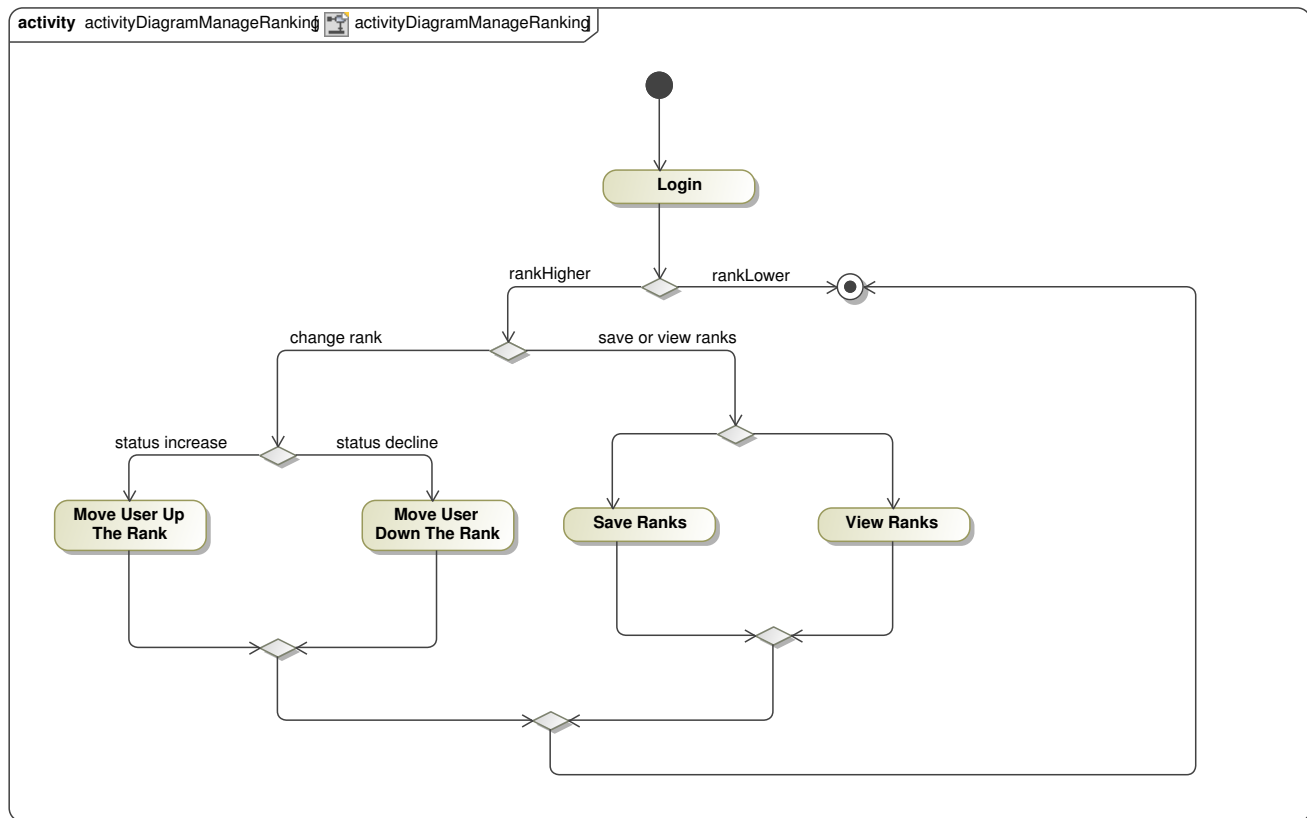 activity activityDiagramManageRanking [ activityDiagramManageRanking ]
Login
rankHigher
rankLower
change rank
save or view ranks
status increase
status decline
Move User Up
The Rank
Move User
Down The Rank
Save Ranks
View Ranks